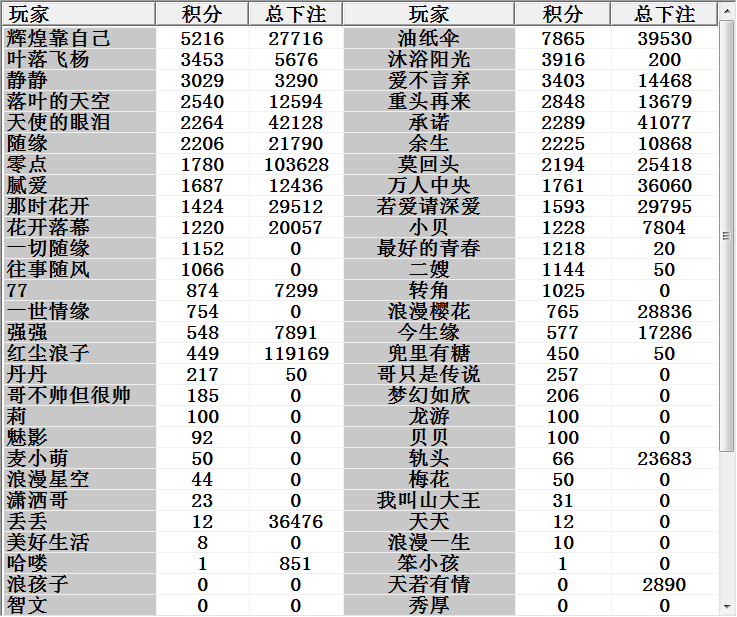 玩家 积分 总下注 玩家 积分 总下注
辉煌靠自己 5216 27716 油纸伞 7865 39530
叶落飞杨 3453 5676 沐浴阳光 3916 200
静静 3029 3290 爱不言弃 3403 14468
落叶的天空 2540 12594 重头再来 2848 13679
天使的眼泪 2264 42128 承诺 2289 41077
随缘 2206 21790 余生 2225 10868
零点 1780 103628 莫回头 2194 25418
腻爱 1687 12436 万人中央 1761 36060
那时花开 1424 29512 若爱请深爱 1593 29795
花开落幕 1220 20057 小贝 1228 7804
一切随缘 1152 0 最好的青春 1218 20
往事随风 1066 0 二嫂 1144 50
77 874 7299 转角 1025 0
一世情缘 754 0 浪漫樱花 765 28836
强强 548 7891 今生缘 577 17286
红尘浪子 449 119169 兜里有糖 450 50
丹丹 217 50 哥只是传说 257 0
哥不帅但很帅 185 0 梦幻如欣 206 0
莉 100 0 龙游 100 0
魅影 92 0 贝贝 100 0
麦小萌 50 0 轨头 66 23683
浪漫星空 44 0 梅花 50 0
潇洒哥 23 0 我叫山大王 31 0
丢丢 12 36476 天天 12 0
美好生活 8 0 浪漫一生 10 0
哈喽 1 851 笨小孩 1 0
浪孩子 0 0 天若有情 0 2890
智文 0 0 秀厚 0 0